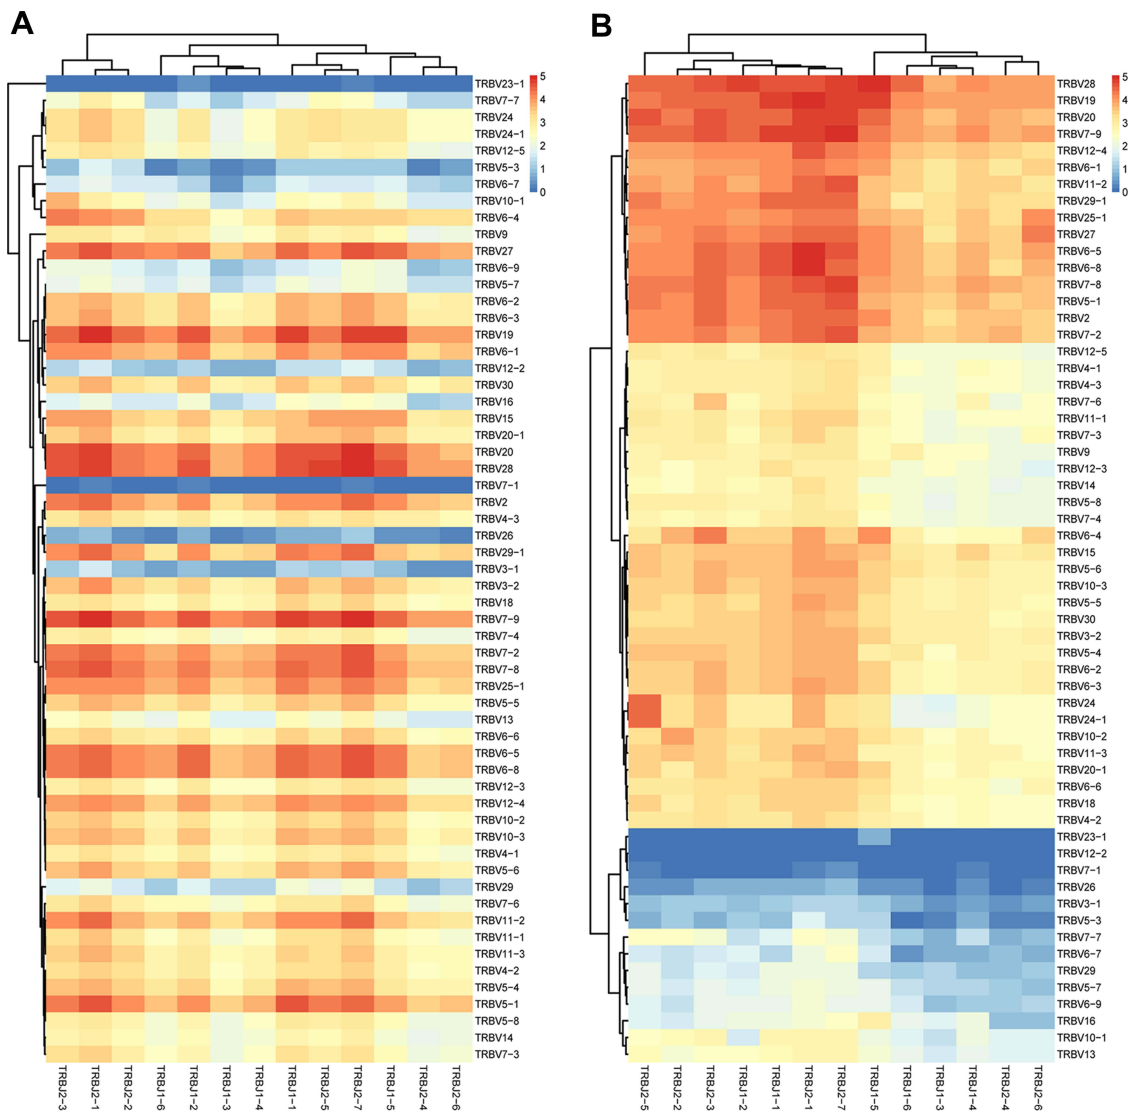 A
TRBV23-1
TRBV7-7
TRBV24
TRBV24-1
TRBV12-5
TRBV5-3
TRBV6-7
TRBV10-1
TRBV6-4
TRBV9
TRBV27
TRBV6-9
TRBV5-7
TRBV6-2
TRBV6-3
TRBV19
TRBV6-1
TRBV12-2
TRBV30
TRBV16
TRBV15
TRBV20-1
TRBV20
TRBV28
TRBV7-1
TRBV2
TRBV4-3
TRBV26
TRBV29-1
TRBV3-1
TRBV3-2
TRBV18
TRBV7-9
TRBV7-4
TRBV7-2
TRBV7-8
TRBV25-1
TRBV5-5
TRBV13
TRBV6-6
TRBV6-5
TRBV6-8
TRBV12-3
TRBV12-4
TRBV10-2
TRBV10-3
TRBV4-1
TRBV5-6
TRBV29
TRBV7-6
TRBV11-2
TRBV11-1
TRBV11-3
TRBV4-2
TRBV5-4
TRBV5-1
TRBV5-8
TRBV14
TRBV7-3
5
4
3
2
1
0
TRBJ2-3
TRBJ2-1
TRBJ2-2
TRBJ1-6
TRBJ1-2
TRBJ1-3
TRBJ1-4
TRBJ1-1
TRBJ2-5
TRBJ2-7
TRBJ1-5
TRBJ2-4
TRBJ2-6
B
TRBV28
TRBV19
TRBV20
TRBV7-9
TRBV12-4
TRBV6-1
TRBV11-2
TRBV29-1
TRBV25-1
TRBV27
TRBV6-5
TRBV6-8
TRBV7-8
TRBV5-1
TRBV2
TRBV7-2
TRBV12-5
TRBV4-1
TRBV4-3
TRBV7-6
TRBV11-1
TRBV7-3
TRBV9
TRBV12-3
TRBV14
TRBV5-8
TRBV7-4
TRBV6-4
TRBV15
TRBV5-6
TRBV10-3
TRBV5-5
TRBV30
TRBV3-2
TRBV5-4
TRBV6-2
TRBV6-3
TRBV24
TRBV24-1
TRBV10-2
TRBV11-3
TRBV20-1
TRBV6-6
TRBV18
TRBV4-2
TRBV23-1
TRBV12-2
TRBV7-1
TRBV26
TRBV3-1
TRBV5-3
TRBV7-7
TRBV6-7
TRBV29
TRBV5-7
TRBV6-9
TRBV16
TRBV10-1
TRBV13
5
4
3
2
1
0
TRBJ2-5
TRBJ2-2
TRBJ2-3
TRBJ1-2
TRBJ1-1
TRBJ2-1
TRBJ2-7
TRBJ1-5
TRBJ1-6
TRBJ1-3
TRBJ1-4
TRBJ2-4
TRBJ2-6